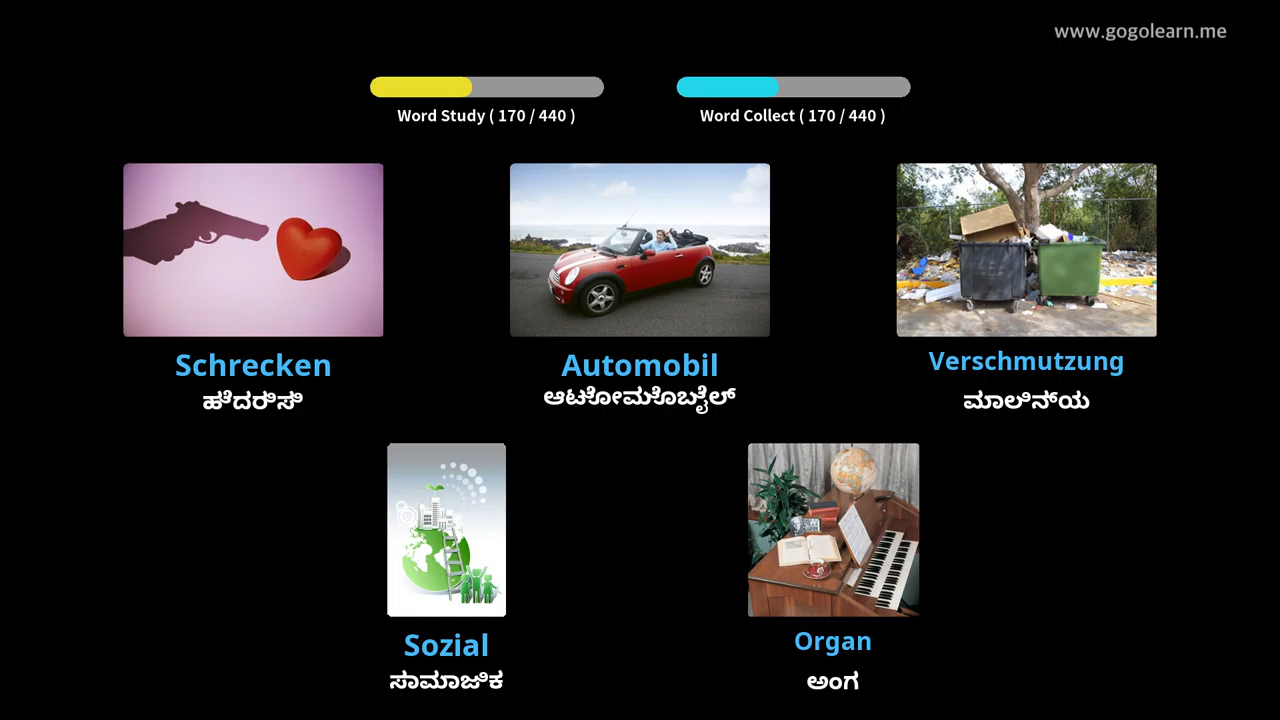 www.gogolearn.me
Word Study ( 170 / 440 )
Word Collect ( 170 / 440 )
Schrecken
ಹೆದರಿಸಿ
Automobil
ಆಟೋಮೊಬೈಲ್
Verschmutzung
ಮಾಲಿನ್ಯ
Sozial
ಸಾಮಾಜಿಕ
Organ
ಅಂಗ